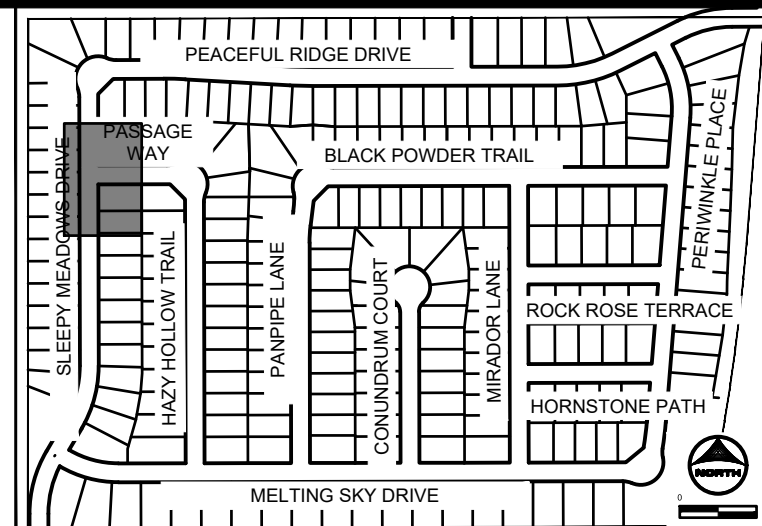 PEACEFUL RIDGE DRIVE
PASSAGE
WAY
BLACK POWDER TRAIL
PERIWINKLE PLACE
SLEEPY MEADOWS DRIVE
HAZY HOLLOW TRAIL
PANPIPE LANE
CONUNDRUM COURT
MIRADOR LANE
ROCK ROSE TERRACE
HORNSTONE PATH
MELTING SKY DRIVE
NORTH
0